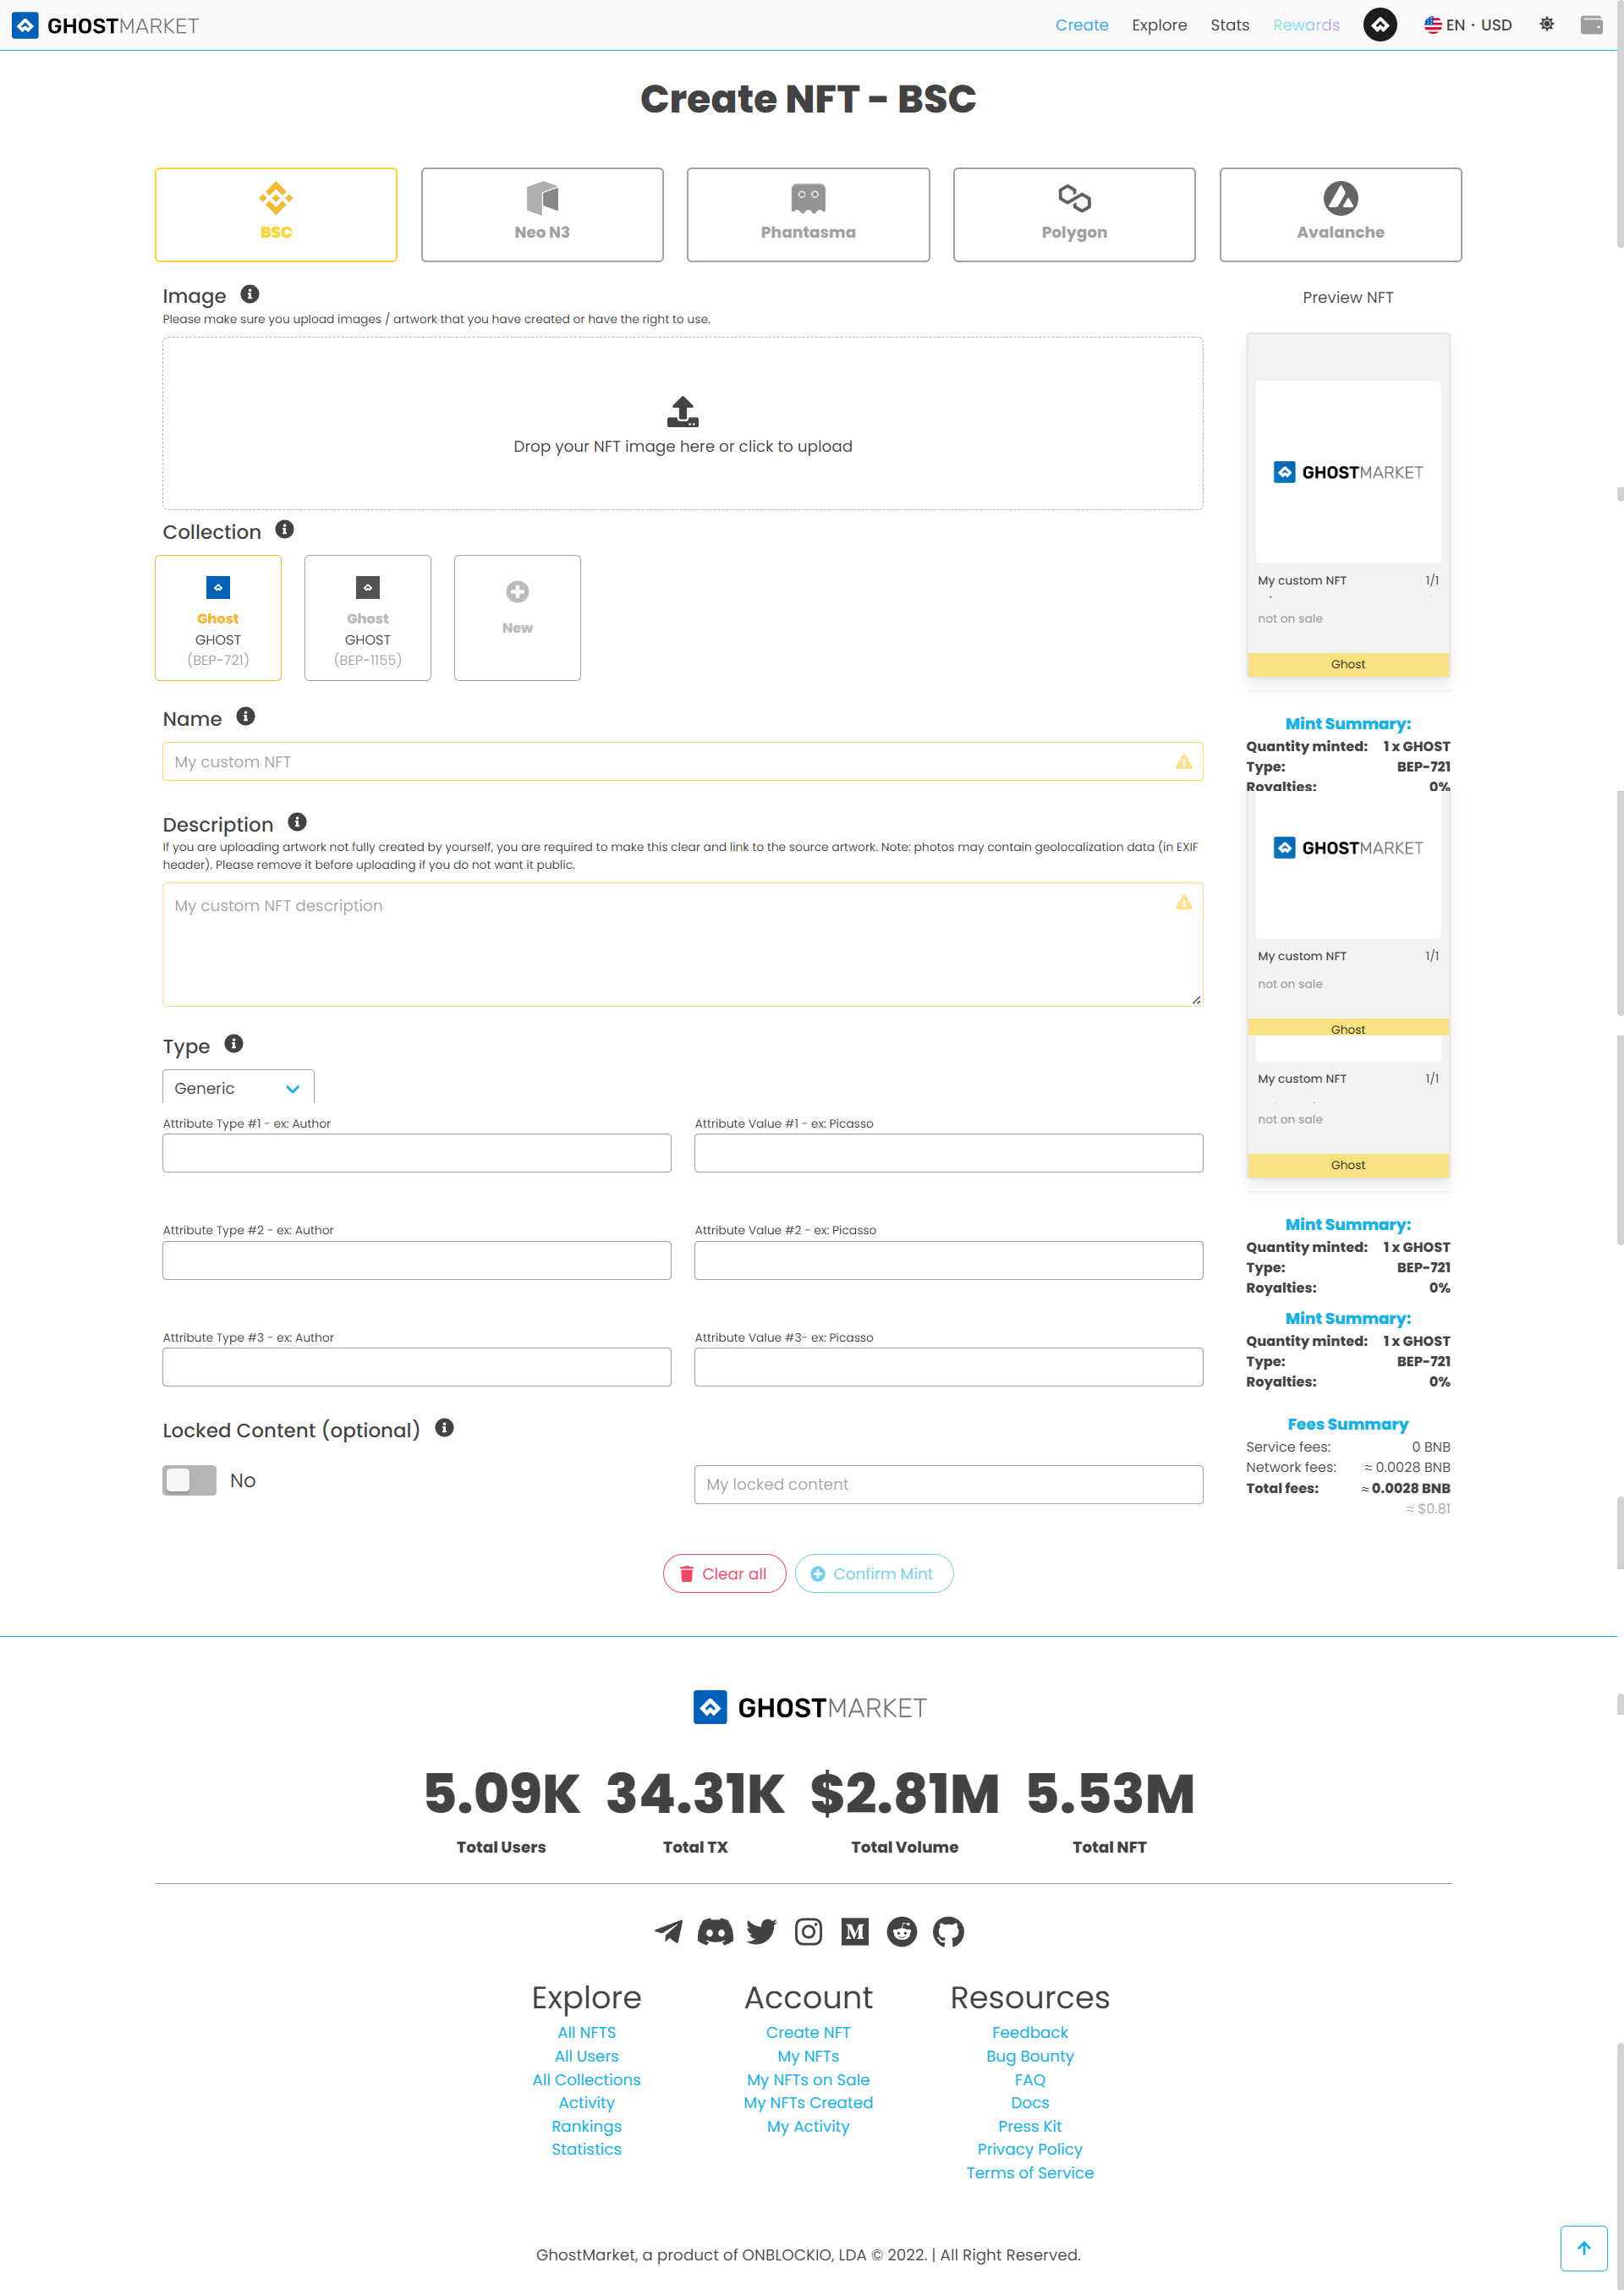 GHOSTMARKET
Create
Explore
Stats
Rewards
EN · USD
Create NFT - BSC
BSC
Neo N3
Phantasma
Polygon
Avalanche
Image
Please make sure you upload images / artwork that you have created or have the right to use.
Drop your NFT image here or click to upload
Preview NFT
GHOSTMARKET
My custom NFT 1/1
not on sale
Ghost
Collection
Ghost
GHOST
(BEP-721)
Ghost
GHOST
(BEP-1155)
New
Name
My custom NFT
Mint Summary:
Quantity minted: 1 x GHOST
Type: BEP-721
Royalties: 0%
Description
If you are uploading artwork not fully created by yourself, you are required to make this clear and link to the source artwork. Note: photos may contain geolocalization data (in EXIF
header). Please remove it before uploading if you do not want it public.
My custom NFT description
GHOSTMARKET
My custom NFT 1/1
not on sale
Ghost
Type
Generic
My custom NFT 1/1
not on sale
Ghost
Attribute Type #1 - ex: Author
Attribute Value #1 - ex: Picasso
Attribute Type #2 - ex: Author
Attribute Value #2 - ex: Picasso
Attribute Type #3 - ex: Author
Attribute Value #3- ex: Picasso
Mint Summary:
Quantity minted: 1 x GHOST
Type: BEP-721
Royalties: 0%
Mint Summary:
Quantity minted: 1 x GHOST
Type: BEP-721
Royalties: 0%
Locked Content (optional)
No
My locked content
Fees Summary
Service fees: 0 BNB
Network fees: ≈ 0.0028 BNB
Total fees: ≈ 0.0028 BNB
≈ $0.81
Clear all
Confirm Mint
GHOSTMARKET
5.09K 34.31K $2.81M 5.53M
Total Users Total TX Total Volume Total NFT
M
Explore
All NFTS
All Users
All Collections
Activity
Rankings
Statistics
Account
Create NFT
My NFTs
My NFTs on Sale
My NFTs Created
My Activity
Resources
Feedback
Bug Bounty
FAQ
Docs
Press Kit
Privacy Policy
Terms of Service
GhostMarket, a product of ONBLOCKIO, LDA © 2022. | All Right Reserved.